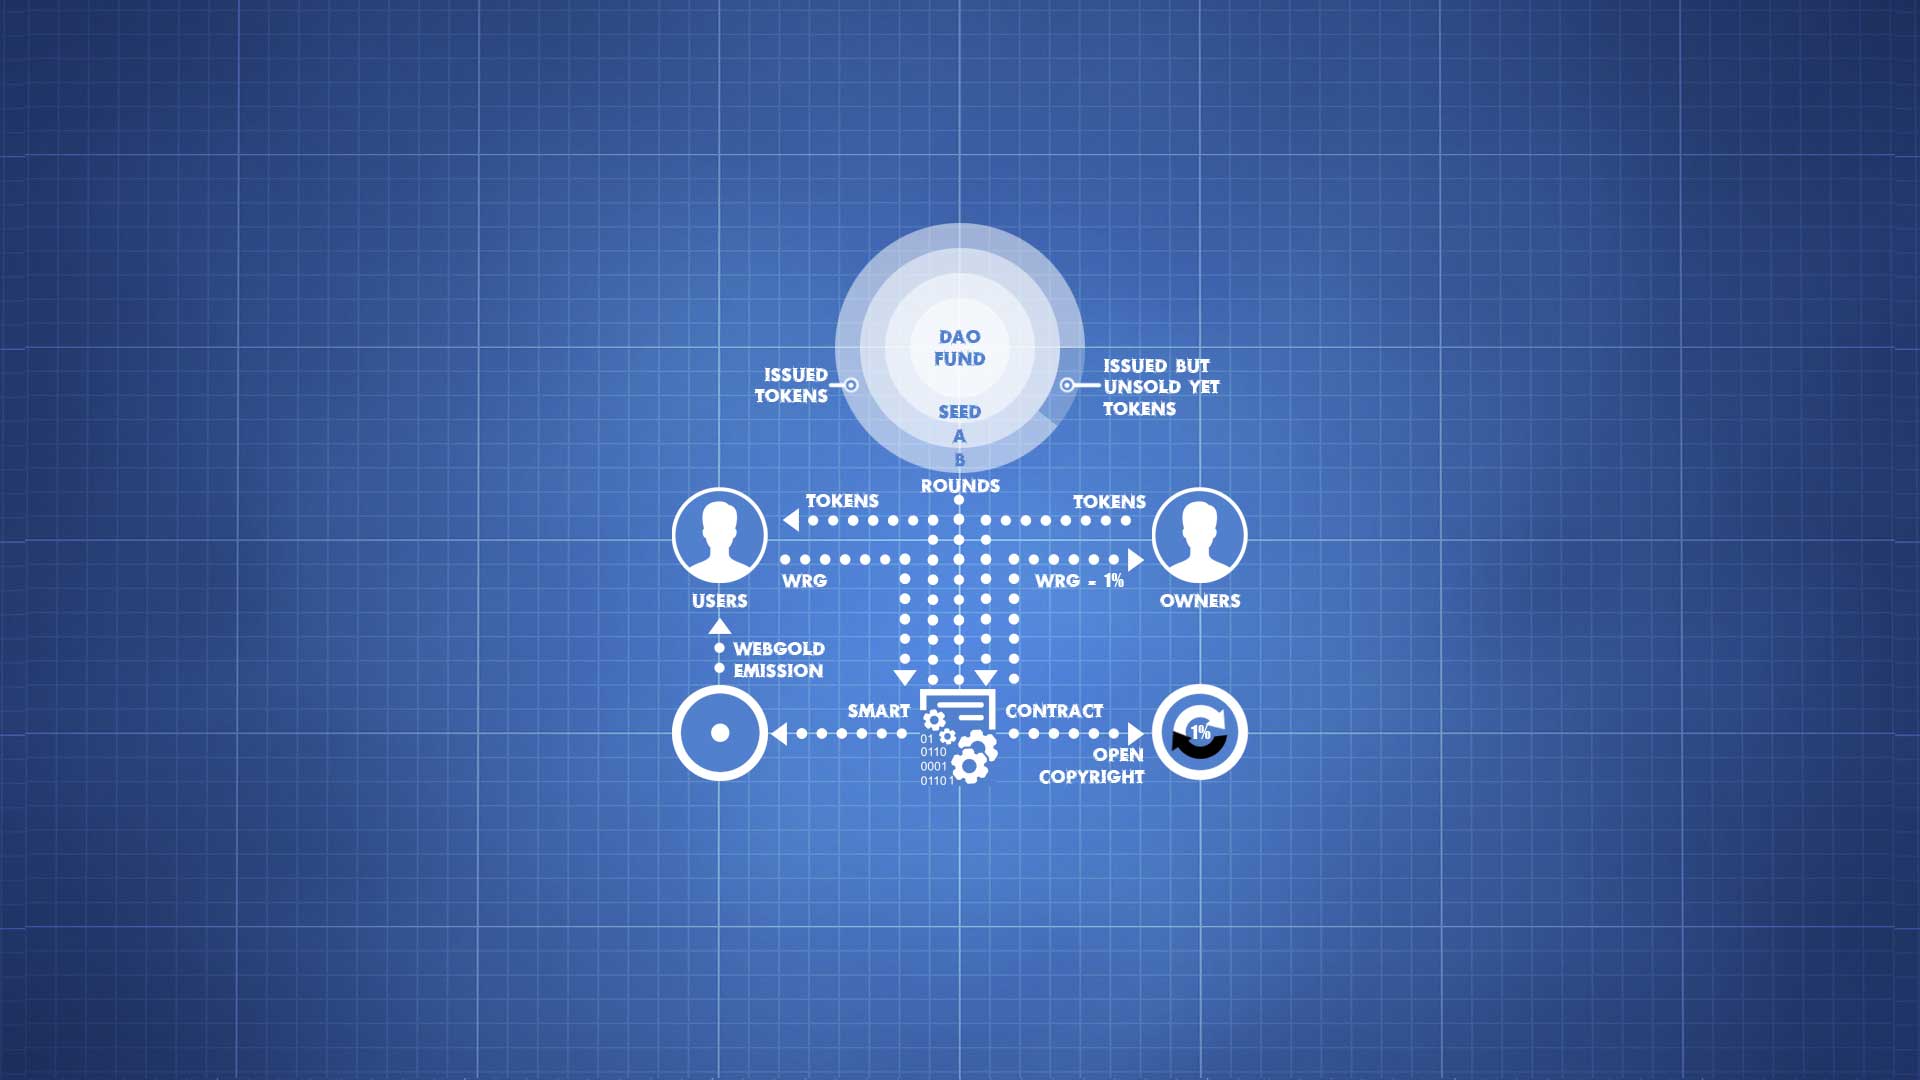 DAO
FUND
ISSUED
TOKENS
ISSUED BUT
UNSOLD YET
TOKENS
SEED
A
B
ROUNDS
TOKENS
TOKENS
WRG
WRG - 1%
USERS
OWNERS
WEBGOLD
EMISSION
SMART
CONTRACT
1%
01
0110
0001
01101
OPEN
COPYRIGHT